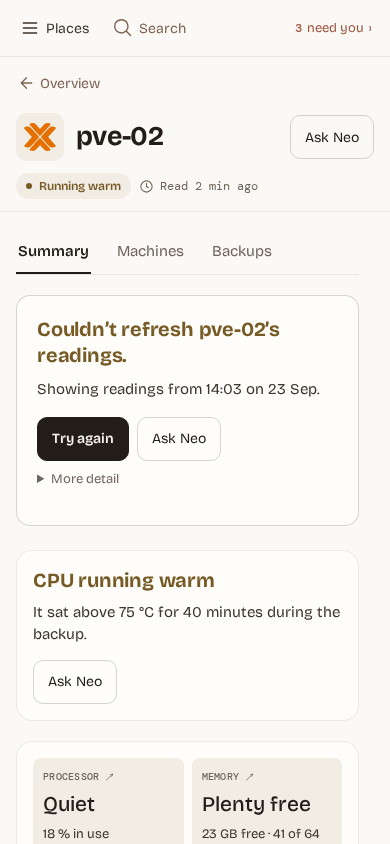 Places
Search
3 need you ›
← Overview
pve-02
Ask Neo
Running warm
Read 2 min ago
Summary
Machines
Backups
Couldn’t refresh pve-02’s
readings.
Showing readings from 14:03 on 23 Sep.
Try again
Ask Neo
▶ More detail
CPU running warm
It sat above 75 °C for 40 minutes during the
backup.
Ask Neo
PROCESSOR ↗
Quiet
18 % in use
MEMORY ↗
Plenty free
23 GB free · 41 of 64